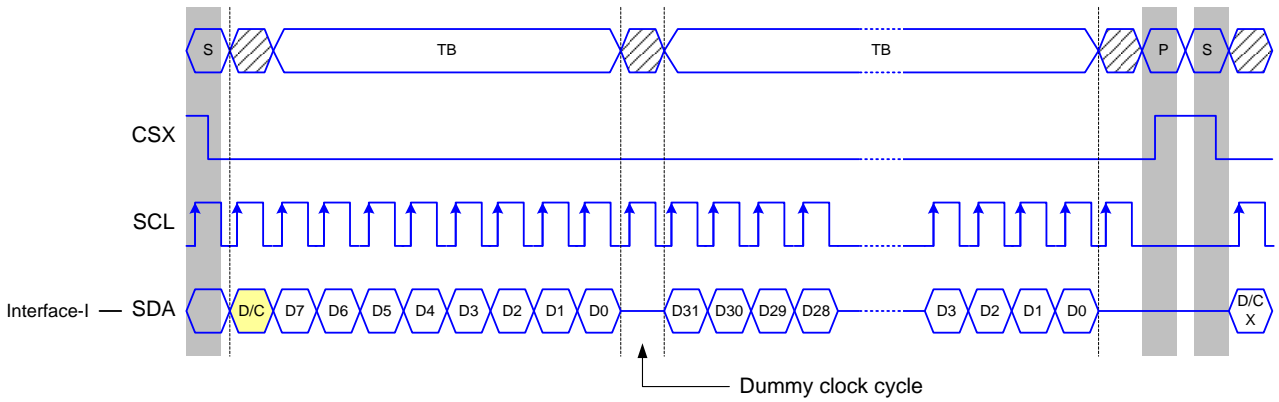 S TB TB P S
CSX
SCL
Interface-I SDA D/C D7 D6 D5 D4 D3 D2 D1 D0 D31 D30 D29 D28 D3 D2 D1 D0 D/C
X
Dummy clock cycle